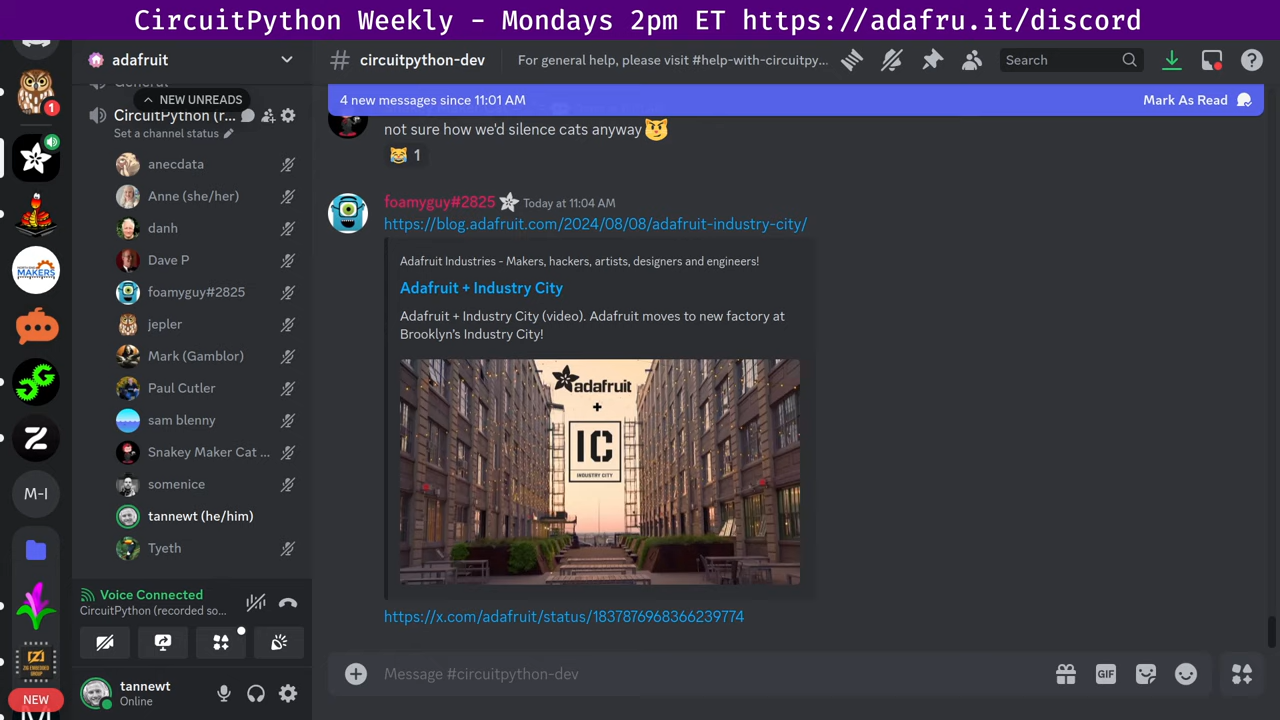 CircuitPython Weekly - Mondays 2pm ET https://adafru.it/discord
adafruit
General
NEW UNREADS
CircuitPython (r...
Set a channel status
anecdata
Anne (she/her)
danh
Dave P
foamyguy#2825
jepler
Mark (Gamblor)
Paul Cutler
sam blenny
Snakey Maker Cat ...
somenice
tannewt (he/him)
Tyeth
Voice Connected
CircuitPython (recorded so...
tannewt
Online
1
MAKERS
M-I
ZIG EMBEDDED
GROUP
NEW
circuitpython-dev
For general help, please visit #help-with-circuitpy...
Search
4 new messages since 11:01 AM
Mark As Read
not sure how we'd silence cats anyway
1
foamyguy#2825 Today at 11:04 AM
https://blog.adafruit.com/2024/08/08/adafruit-industry-city/
Adafruit Industries - Makers, hackers, artists, designers and engineers!
Adafruit + Industry City
Adafruit + Industry City (video). Adafruit moves to new factory at
Brooklyn's Industry City!
adafruit
+
IC
INDUSTRY CITY
https://x.com/adafruit/status/1837876968366239774
Message #circuitpython-dev
GIF